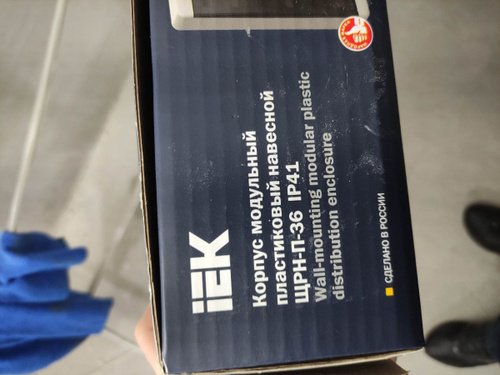 IEK
Корпус модульный
пластиковый навесной
ЩРН-П-36 IP41
Wall-mounting modular plastic
distribution enclosure
СДЕЛАНО В РОССИИ